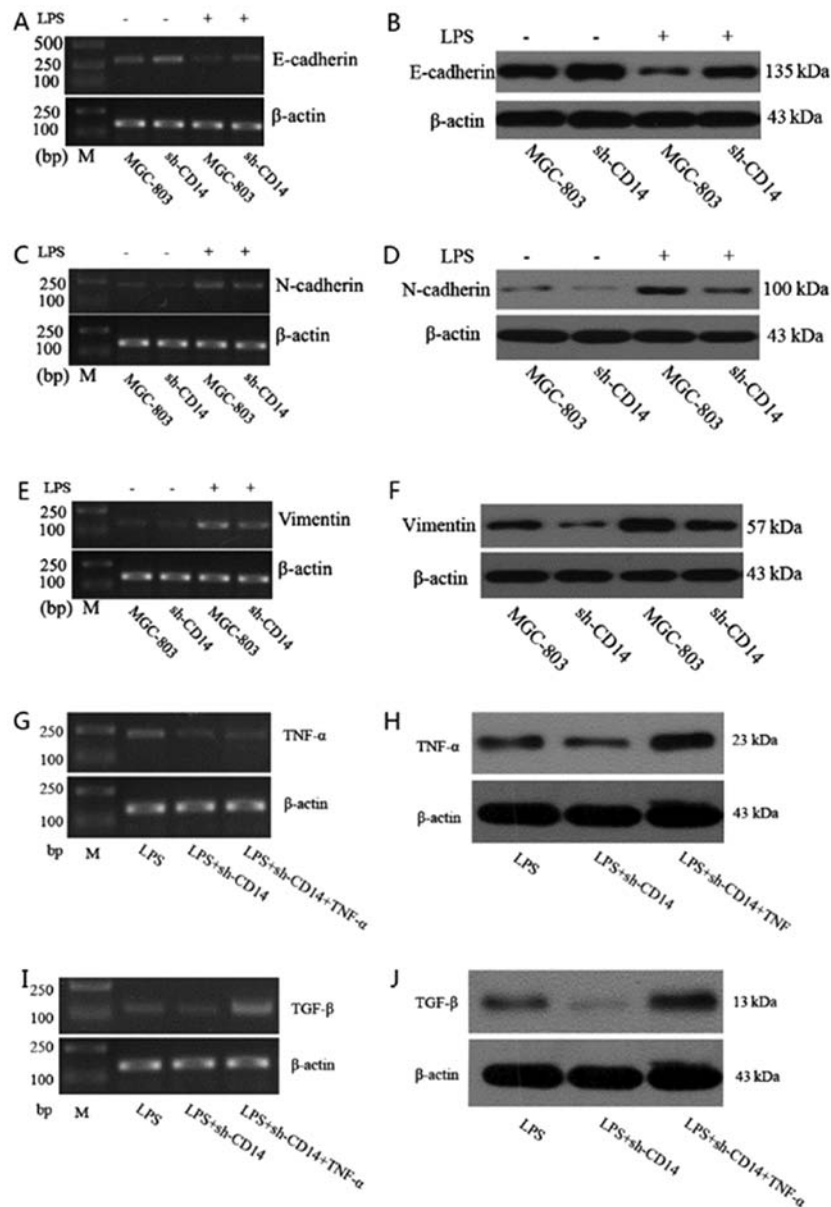 A
LPS - - + +
500
250
100
E-cadherin
250
100
β-actin
(bp) M MGC-803 sh-CD14 MGC-803 sh-CD14
B
LPS - - + +
E-cadherin 135 kDa
β-actin 43 kDa
MGC-803 sh-CD14 MGC-803 sh-CD14
C
LPS - - + +
250
100
N-cadherin
250
100
β-actin
(bp) M MGC-803 sh-CD14 MGC-803 sh-CD14
D
LPS - - + +
N-cadherin 100 kDa
β-actin 43 kDa
MGC-803 sh-CD14 MGC-803 sh-CD14
E
LPS - - + +
250
100
Vimentin
250
100
β-actin
(bp) M MGC-803 sh-CD14 MGC-803 sh-CD14
F
Vimentin 57 kDa
β-actin 43 kDa
MGC-803 sh-CD14 MGC-803 sh-CD14
G
250
100
TNF-α
250
100
β-actin
bp M LPS LPS+sh-CD14 LPS+sh-CD14+TNF-α
H
TNF-α 23 kDa
β-actin 43 kDa
LPS LPS+sh-CD14 LPS+sh-CD14+TNF
I
250
100
TGF-β
250
100
β-actin
bp M LPS LPS+sh-CD14 LPS+sh-CD14+TNF-α
J
TGF-β 13 kDa
β-actin 43 kDa
LPS LPS+sh-CD14 LPS+sh-CD14+TNF-α